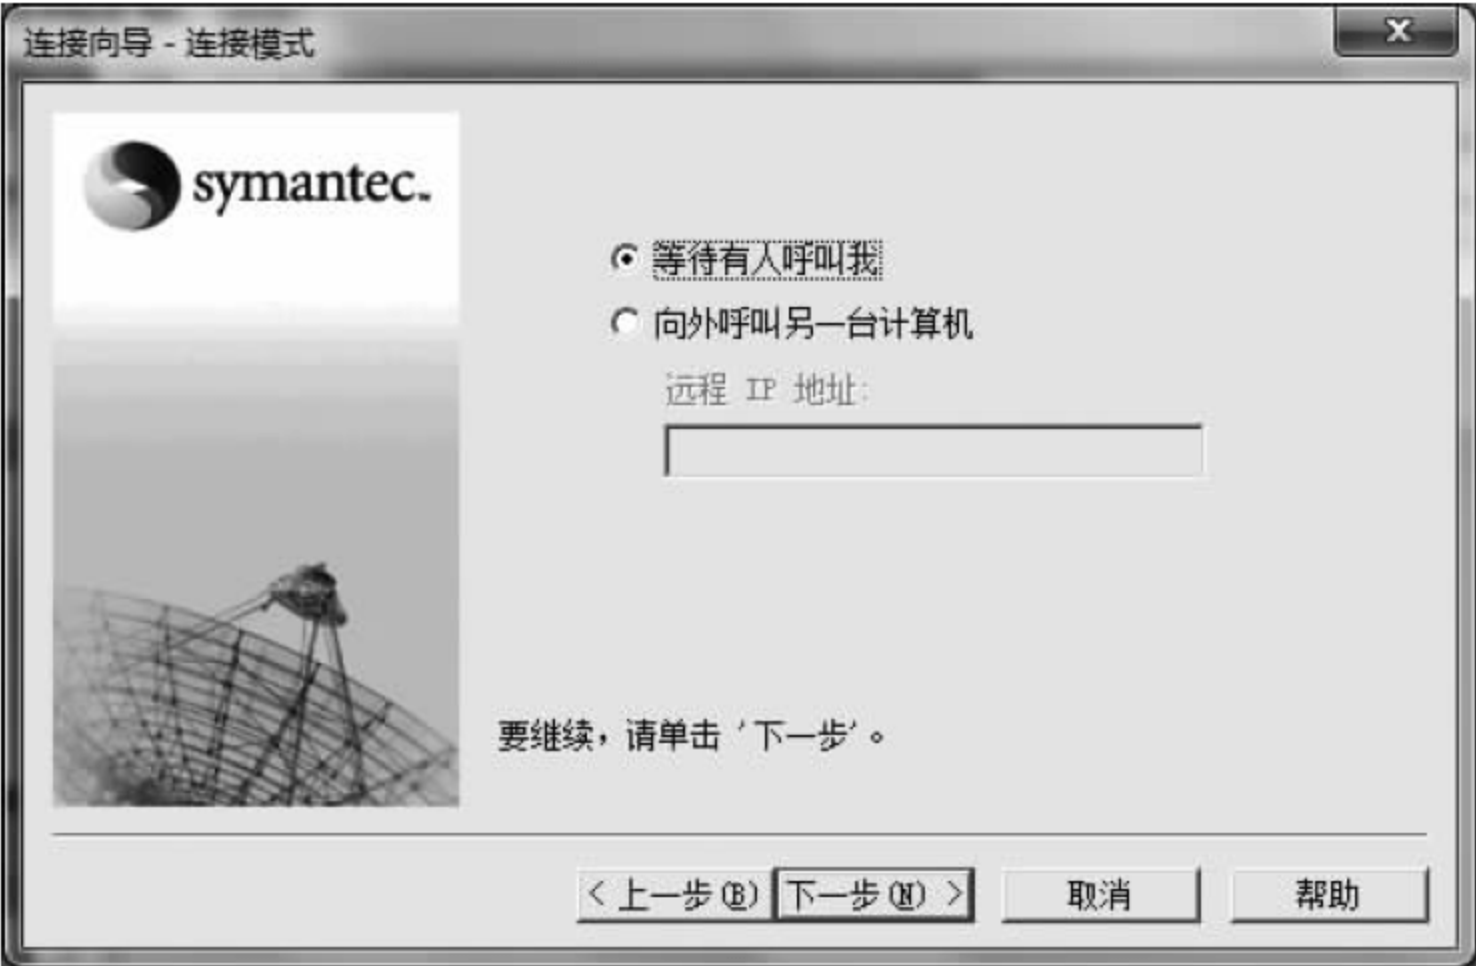 连接向导 - 连接模式
symantec™
等待有人呼叫我
向外呼叫另一台计算机
远程 IP 地址:
要继续，请单击 '下一步'。
< 上一步(B)
下一步(N) >
取消
帮助